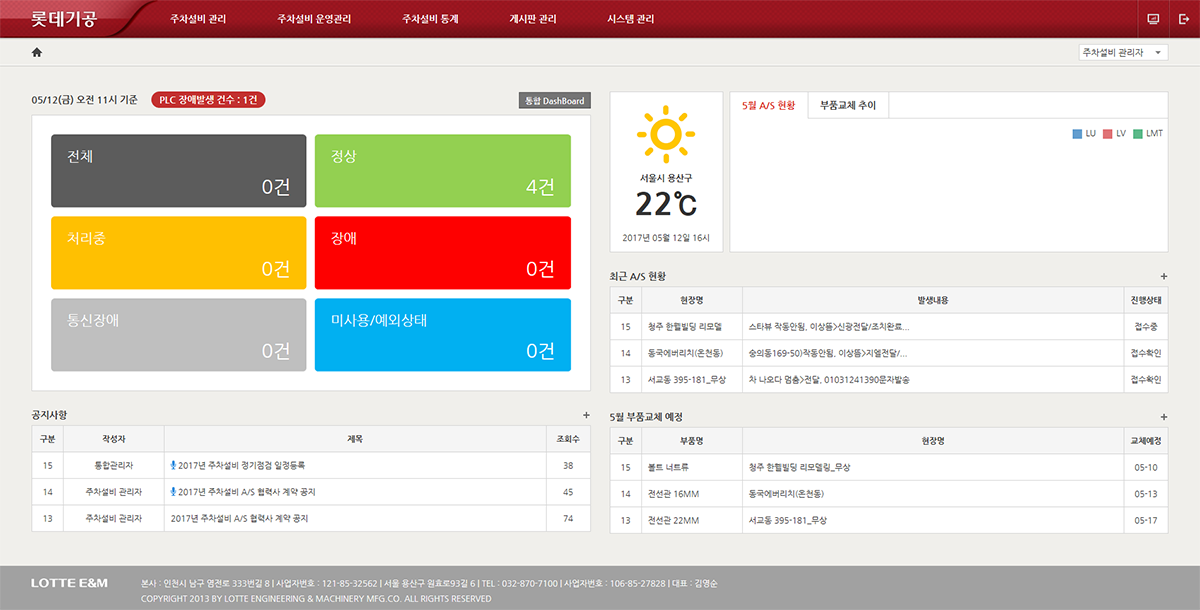 롯데기공
주차설비 관리 주차설비 운영관리 주차설비 통계 게시판 관리 시스템 관리
주차설비 관리자
05/12(금) 오전 11시 기준 PLC 장애발생 건수 : 1건 통합 DashBoard
전체
0건
정상
4건
처리중
0건
장애
0건
통신장애
0건
미사용/예외상태
0건
서울시 용산구
22℃
2017년 05월 12일 16시
5월 A/S 현황 부품교체 추이
LU LV LMT
최근 A/S 현황 +
구분 현장명 발생내용 진행상태
15 청주 한펠빌딩 리모델 스타뷰 작동안됨, 이상뜸>신광전달/조치완료... 접수중
14 동국에버리치(온천동) 숭의동169-50)작동안됨, 이상뜸>지엘전달/... 접수확인
13 서교동 395-181_무상 차 나오다 멈춤>전달, 01031241390문자발송 접수확인
공지사항 +
구분 작성자 제목 조회수
15 통합관리자 2017년 주차설비 정기점검 일정등록 38
14 주차설비 관리자 2017년 주차설비 A/S 협력사 계약 공지 45
13 주차설비 관리자 2017년 주차설비 A/S 협력사 계약 공지 74
5월 부품교체 예정 +
구분 부품명 현장명 교체예정
15 볼트 너트류 청주 한펠빌딩 리모델링_무상 05-10
14 전선관 16MM 동국에버리치(온천동) 05-13
13 전선관 22MM 서교동 395-181_무상 05-17
LOTTE E&M
본사 : 인천시 남구 염전로 333번길 8 | 사업자번호 : 121-85-32562 | 서울 용산구 원효로93길 6 | TEL : 032-870-7100 | 사업자번호 : 106-85-27828 | 대표 : 김영순
COPYRIGHT 2013 BY LOTTE ENGINEERING & MACHINERY MFG.CO. ALL RIGHTS RESERVED